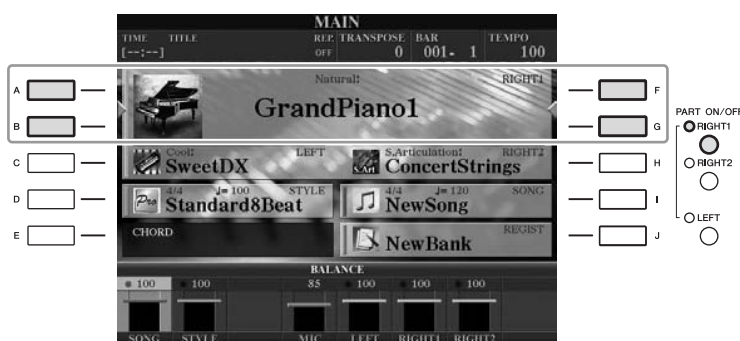 MAIN
TIME TITLE REP. TRANSPOSE BAR TEMPO
[--:--] OFF 0 001- 1 100
A F
Natural! RIGHT1
GrandPiano1
B G
PART ON/OFF
RIGHT1
C H
Cool! LEFT S.Articulation! RIGHT2
SweetDX S.Art ConcertStrings
RIGHT2
D I
4/4 ♩= 100 STYLE 4/4 ♩= 120 SONG
Pro Standard8Beat NewSong
LEFT
E J
CHORD REGIST
NewBank
BALANCE
100 100 85 100 100 100
SONG STYLE MIC LEFT RIGHT1 RIGHT2